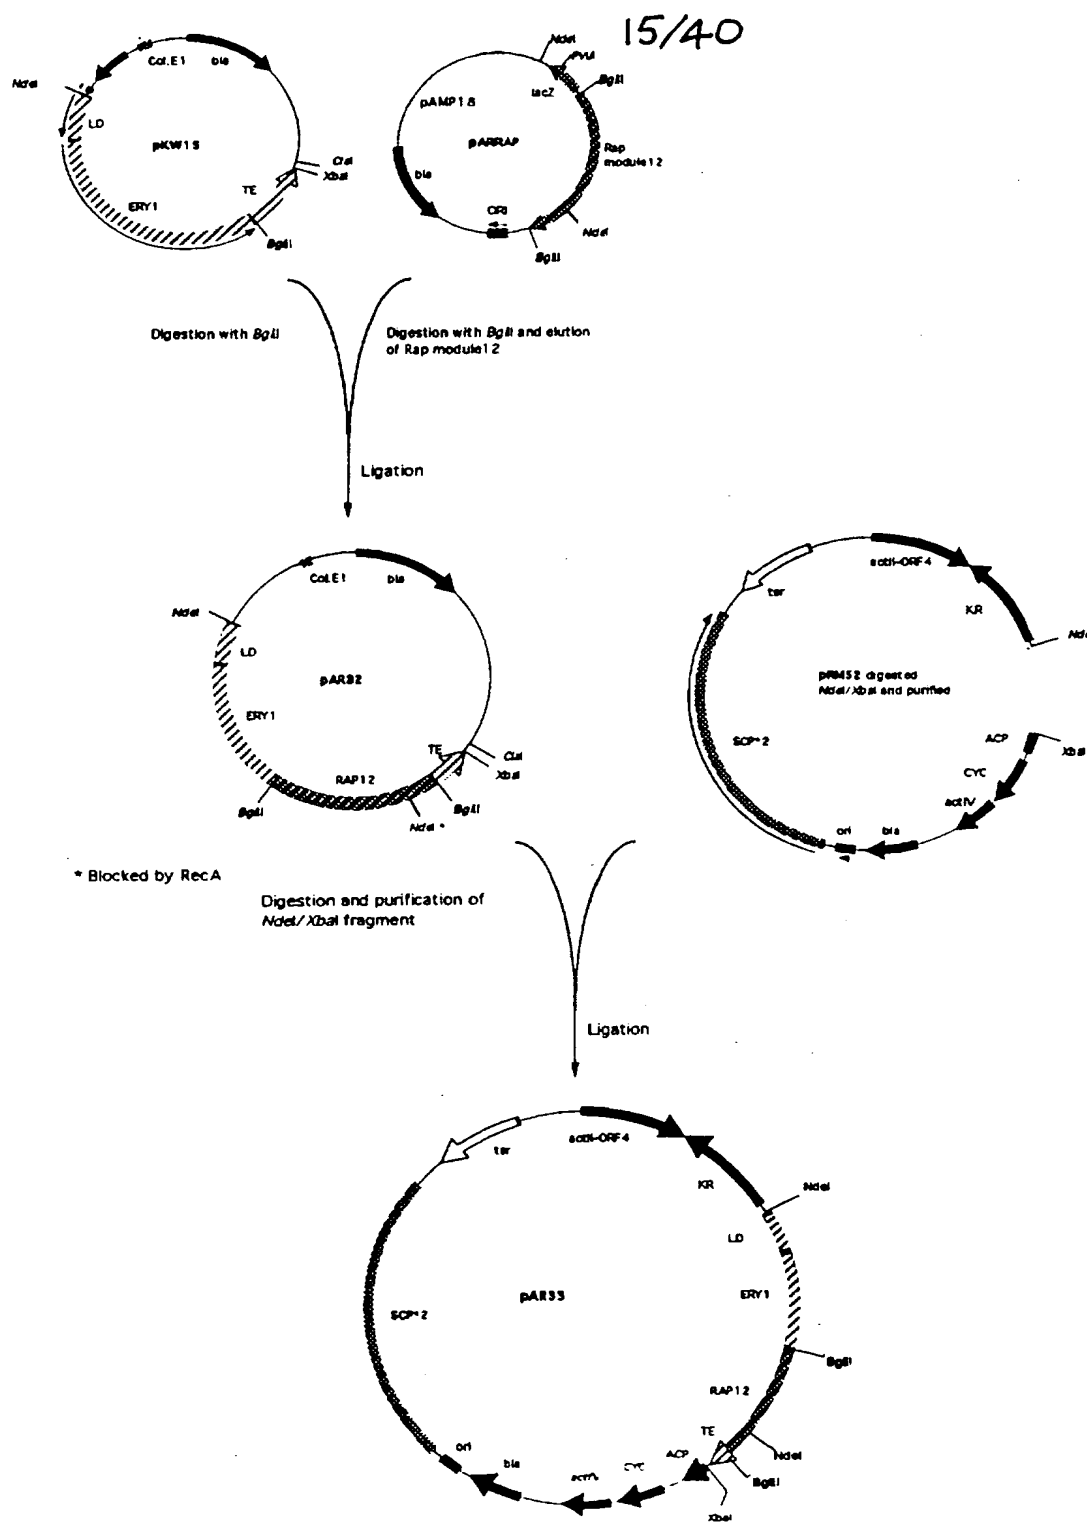 15/40
NdeI
ColE1
bla
LD
pKW15
ClaI
XbaI
TE
ERY1
BglII
NdeI
PvuI
BglII
lacZ
pAMP18
pARRAP
Rap
module12
bla
ORI
NdeI
BglII
Digestion with BglII
Digestion with BglII and elution
of Rap module12
Ligation
ColE1
bla
NdeI
LD
pAR32
ERY1
TE
ClaI
XbaI
RAP12
BglII
BglII
NdeI *
* Blocked by RecA
Digestion and purification of
NdeI/XbaI fragment
actII-ORF4
tsr
KR
Nde
pRM52 digested
NdeI/XbaI and purified
SCP*2
ACP
XbaI
CYC
actIV
ori
bla
Ligation
actII-ORF4
tsr
KR
NdeI
LD
pAR33
ERY1
SCP*2
BglII
RAP12
TE
NdeI
ori
bla
CYC
ACP
BglII
XbaI